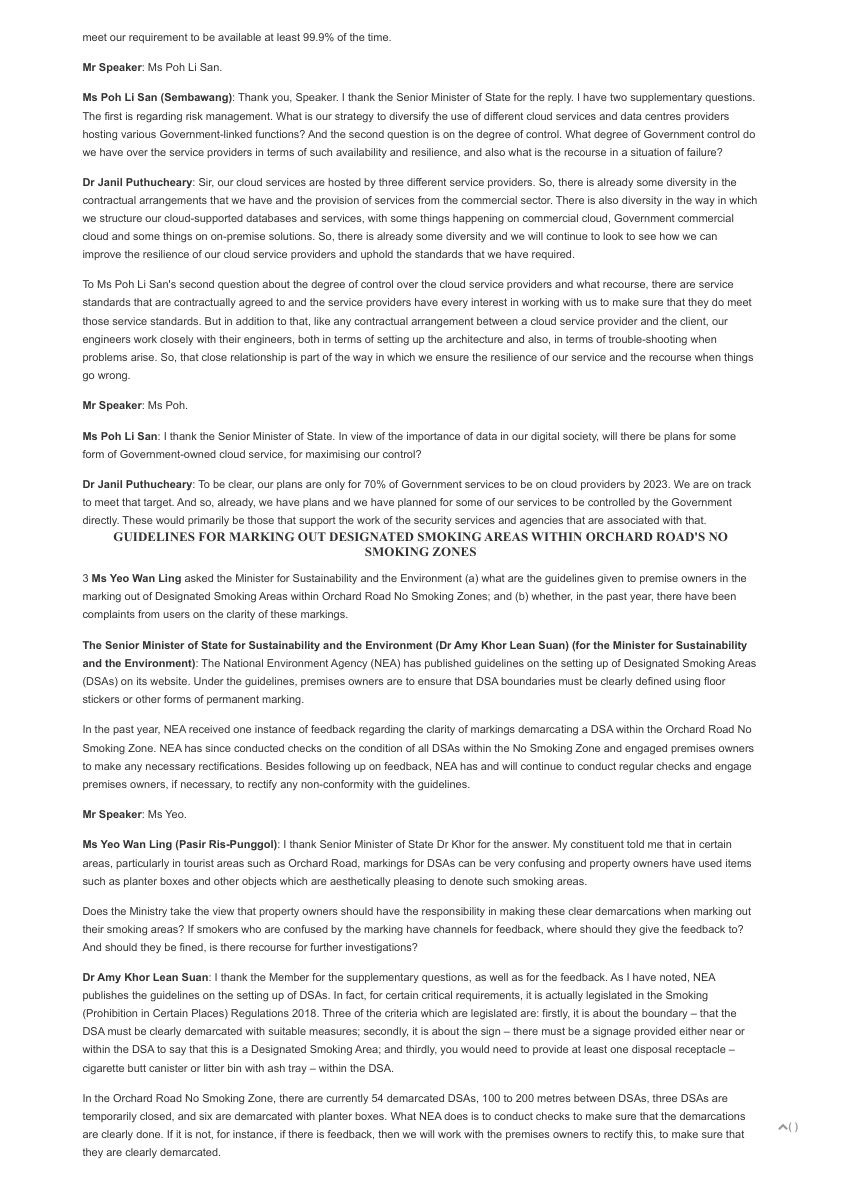 meet our requirement to be available at least 99.9% of the time.
Mr Speaker: Ms Poh Li San.
Ms Poh Li San (Sembawang): Thank you, Speaker. I thank the Senior Minister of State for the reply. I have two supplementary questions.
The first is regarding risk management. What is our strategy to diversify the use of different cloud services and data centres providers
hosting various Government-linked functions? And the second question is on the degree of control. What degree of Government control do
we have over the service providers in terms of such availability and resilience, and also what is the recourse in a situation of failure?
Dr Janil Puthucheary: Sir, our cloud services are hosted by three different service providers. So, there is already some diversity in the
contractual arrangements that we have and the provision of services from the commercial sector. There is also diversity in the way in which
we structure our cloud-supported databases and services, with some things happening on commercial cloud, Government commercial
cloud and some things on on-premise solutions. So, there is already some diversity and we will continue to look to see how we can
improve the resilience of our cloud service providers and uphold the standards that we have required.
To Ms Poh Li San's second question about the degree of control over the cloud service providers and what recourse, there are service
standards that are contractually agreed to and the service providers have every interest in working with us to make sure that they do meet
those service standards. But in addition to that, like any contractual arrangement between a cloud service provider and the client, our
engineers work closely with their engineers, both in terms of setting up the architecture and also, in terms of trouble-shooting when
problems arise. So, that close relationship is part of the way in which we ensure the resilience of our service and the recourse when things
go wrong.
Mr Speaker: Ms Poh.
Ms Poh Li San: I thank the Senior Minister of State. In view of the importance of data in our digital society, will there be plans for some
form of Government-owned cloud service, for maximising our control?
Dr Janil Puthucheary: To be clear, our plans are only for 70% of Government services to be on cloud providers by 2023. We are on track
to meet that target. And so, already, we have plans and we have planned for some of our services to be controlled by the Government
directly. These would primarily be those that support the work of the security services and agencies that are associated with that.
GUIDELINES FOR MARKING OUT DESIGNATED SMOKING AREAS WITHIN ORCHARD ROAD'S NO
SMOKING ZONES
3 Ms Yeo Wan Ling asked the Minister for Sustainability and the Environment (a) what are the guidelines given to premise owners in the
marking out of Designated Smoking Areas within Orchard Road No Smoking Zones; and (b) whether, in the past year, there have been
complaints from users on the clarity of these markings.
The Senior Minister of State for Sustainability and the Environment (Dr Amy Khor Lean Suan) (for the Minister for Sustainability
and the Environment): The National Environment Agency (NEA) has published guidelines on the setting up of Designated Smoking Areas
(DSAs) on its website. Under the guidelines, premises owners are to ensure that DSA boundaries must be clearly defined using floor
stickers or other forms of permanent marking.
In the past year, NEA received one instance of feedback regarding the clarity of markings demarcating a DSA within the Orchard Road No
Smoking Zone. NEA has since conducted checks on the condition of all DSAs within the No Smoking Zone and engaged premises owners
to make any necessary rectifications. Besides following up on feedback, NEA has and will continue to conduct regular checks and engage
premises owners, if necessary, to rectify any non-conformity with the guidelines.
Mr Speaker: Ms Yeo.
Ms Yeo Wan Ling (Pasir Ris-Punggol): I thank Senior Minister of State Dr Khor for the answer. My constituent told me that in certain
areas, particularly in tourist areas such as Orchard Road, markings for DSAs can be very confusing and property owners have used items
such as planter boxes and other objects which are aesthetically pleasing to denote such smoking areas.
Does the Ministry take the view that property owners should have the responsibility in making these clear demarcations when marking out
their smoking areas? If smokers who are confused by the marking have channels for feedback, where should they give the feedback to?
And should they be fined, is there recourse for further investigations?
Dr Amy Khor Lean Suan: I thank the Member for the supplementary questions, as well as for the feedback. As I have noted, NEA
publishes the guidelines on the setting up of DSAs. In fact, for certain critical requirements, it is actually legislated in the Smoking
(Prohibition in Certain Places) Regulations 2018. Three of the criteria which are legislated are: firstly, it is about the boundary – that the
DSA must be clearly demarcated with suitable measures; secondly, it is about the sign – there must be a signage provided either near or
within the DSA to say that this is a Designated Smoking Area; and thirdly, you would need to provide at least one disposal receptacle –
cigarette butt canister or litter bin with ash tray – within the DSA.
In the Orchard Road No Smoking Zone, there are currently 54 demarcated DSAs, 100 to 200 metres between DSAs, three DSAs are
temporarily closed, and six are demarcated with planter boxes. What NEA does is to conduct checks to make sure that the demarcations
are clearly done. If it is not, for instance, if there is feedback, then we will work with the premises owners to rectify this, to make sure that
they are clearly demarcated.
( )